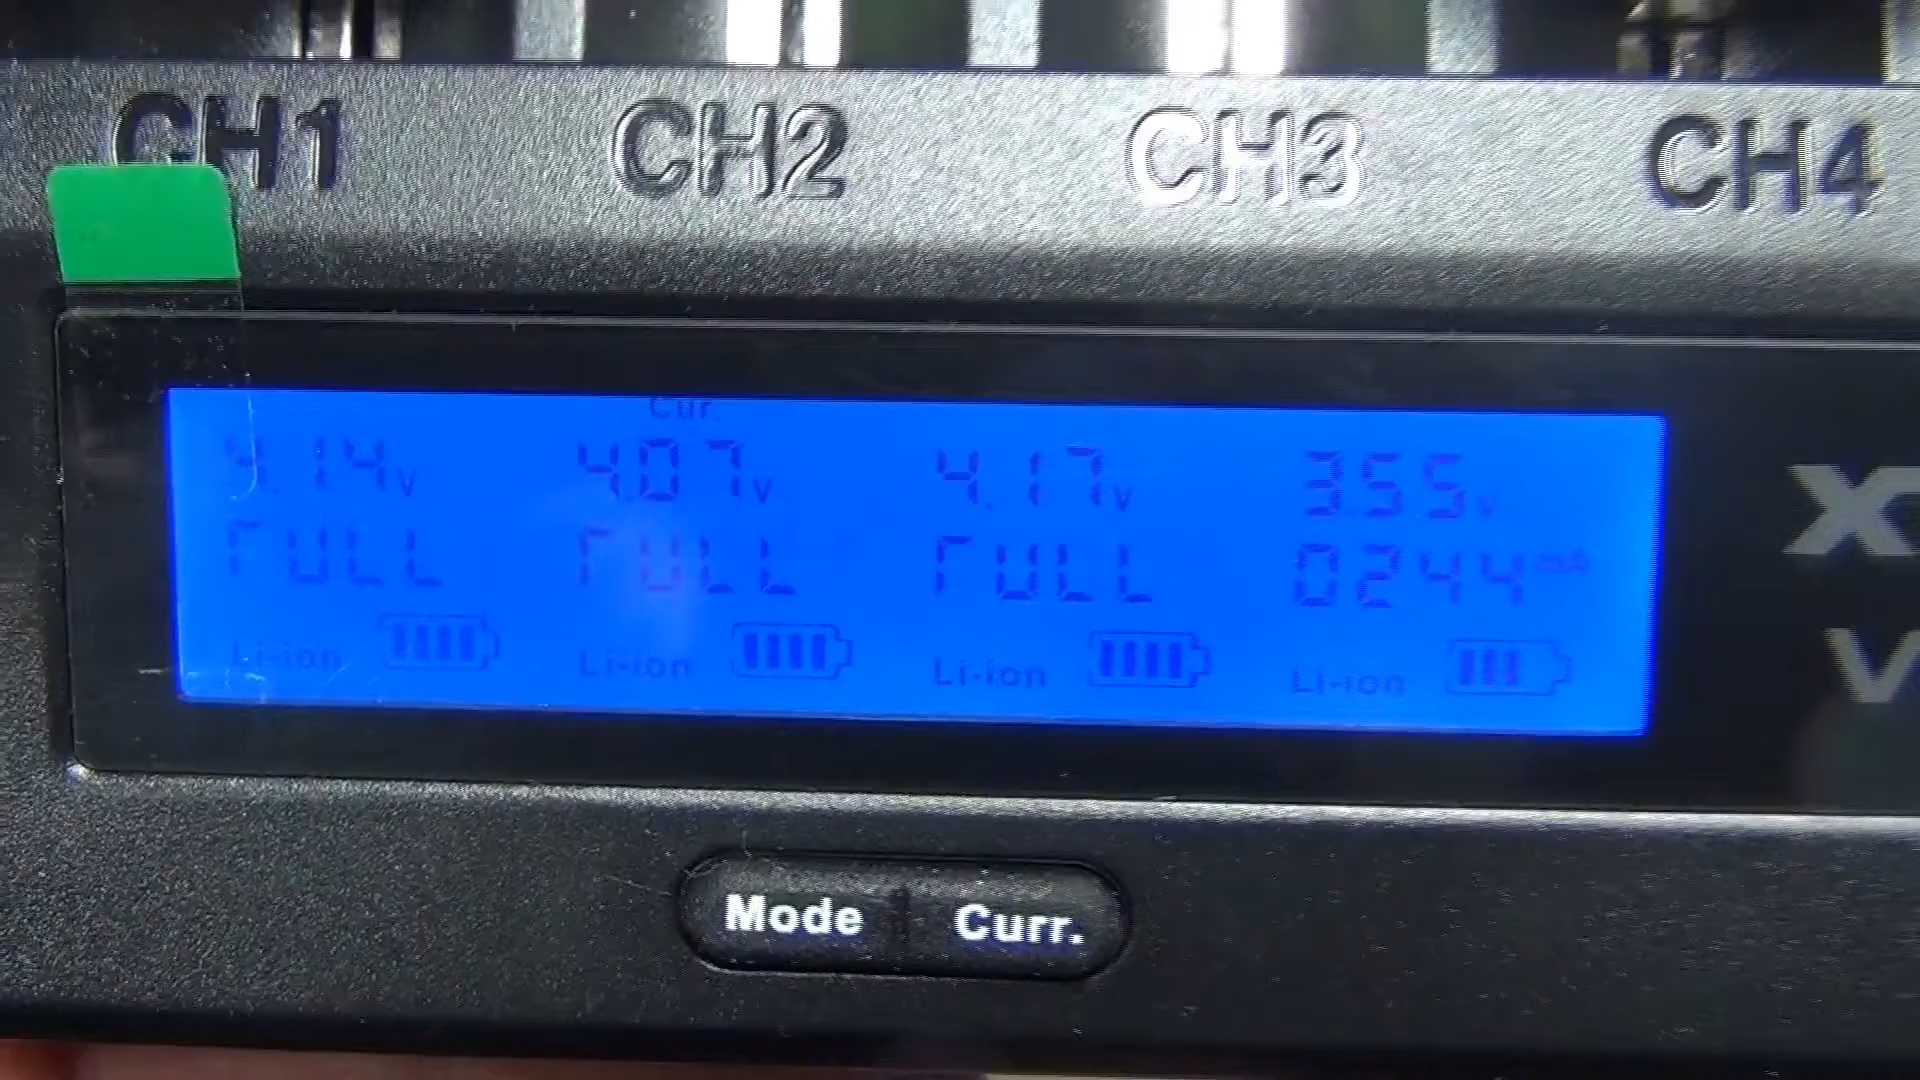 CH1 CH2 CH3 CH4
Cur.
4.14V 4.07V 4.17V 3.55V
FULL FULL FULL 0244mA
Li-ion Li-ion Li-ion Li-ion
Mode Curr.